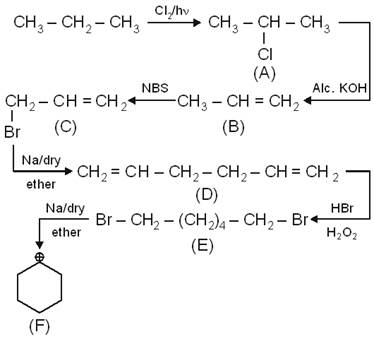 CH₃ – CH₂ – CH₃ Cl₂/hν CH₃ – CH – CH₃
Cl
(A)
Alc. KOH
CH₂ – CH = CH₂ NBS CH₃ – CH = CH₂
Br (C) (B)
Na/dry
ether
CH₂ = CH – CH₂ – CH₂ – CH = CH₂
(D)
HBr
H₂O₂
Na/dry
ether
Br – CH₂ – (CH₂)₄ – CH₂ – Br
(E)
⊕
(F)